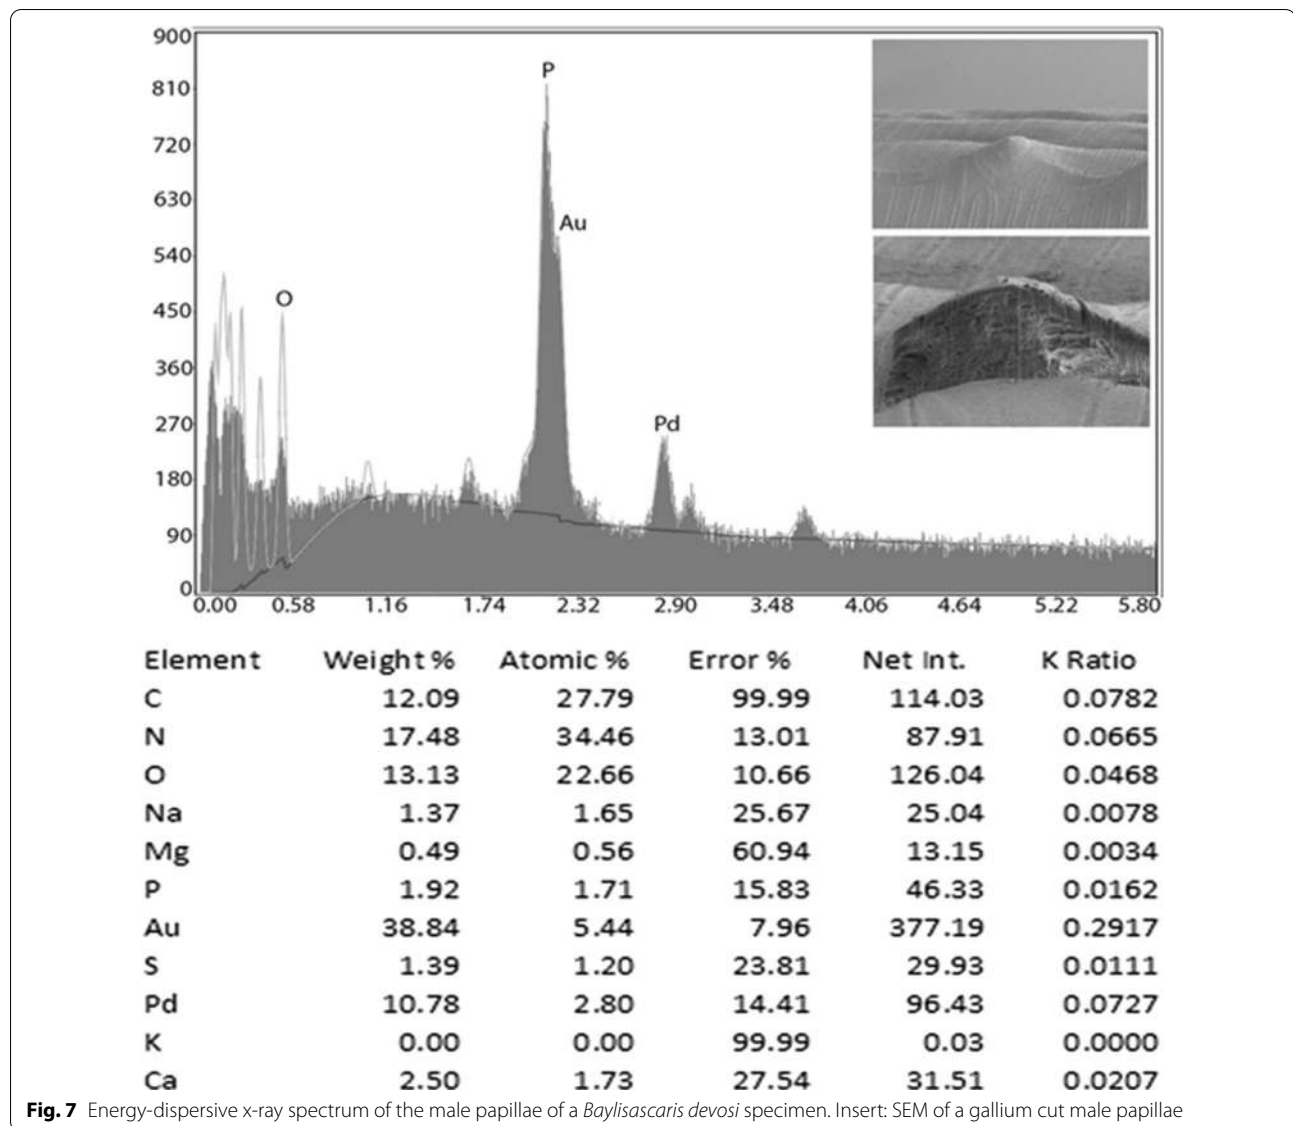 900
P
810
720
630
Au
540
450
O
360
270
Pd
180
90
0
0.00 0.58 1.16 1.74 2.32 2.90 3.48 4.06 4.64 5.22 5.80
Element Weight % Atomic % Error % Net Int. K Ratio
C 12.09 27.79 99.99 114.03 0.0782
N 17.48 34.46 13.01 87.91 0.0665
O 13.13 22.66 10.66 126.04 0.0468
Na 1.37 1.65 25.67 25.04 0.0078
Mg 0.49 0.56 60.94 13.15 0.0034
P 1.92 1.71 15.83 46.33 0.0162
Au 38.84 5.44 7.96 377.19 0.2917
S 1.39 1.20 23.81 29.93 0.0111
Pd 10.78 2.80 14.41 96.43 0.0727
K 0.00 0.00 99.99 0.03 0.0000
Ca 2.50 1.73 27.54 31.51 0.0207
Fig. 7 Energy-dispersive x-ray spectrum of the male papillae of a Baylisascaris devosi specimen. Insert: SEM of a gallium cut male papillae